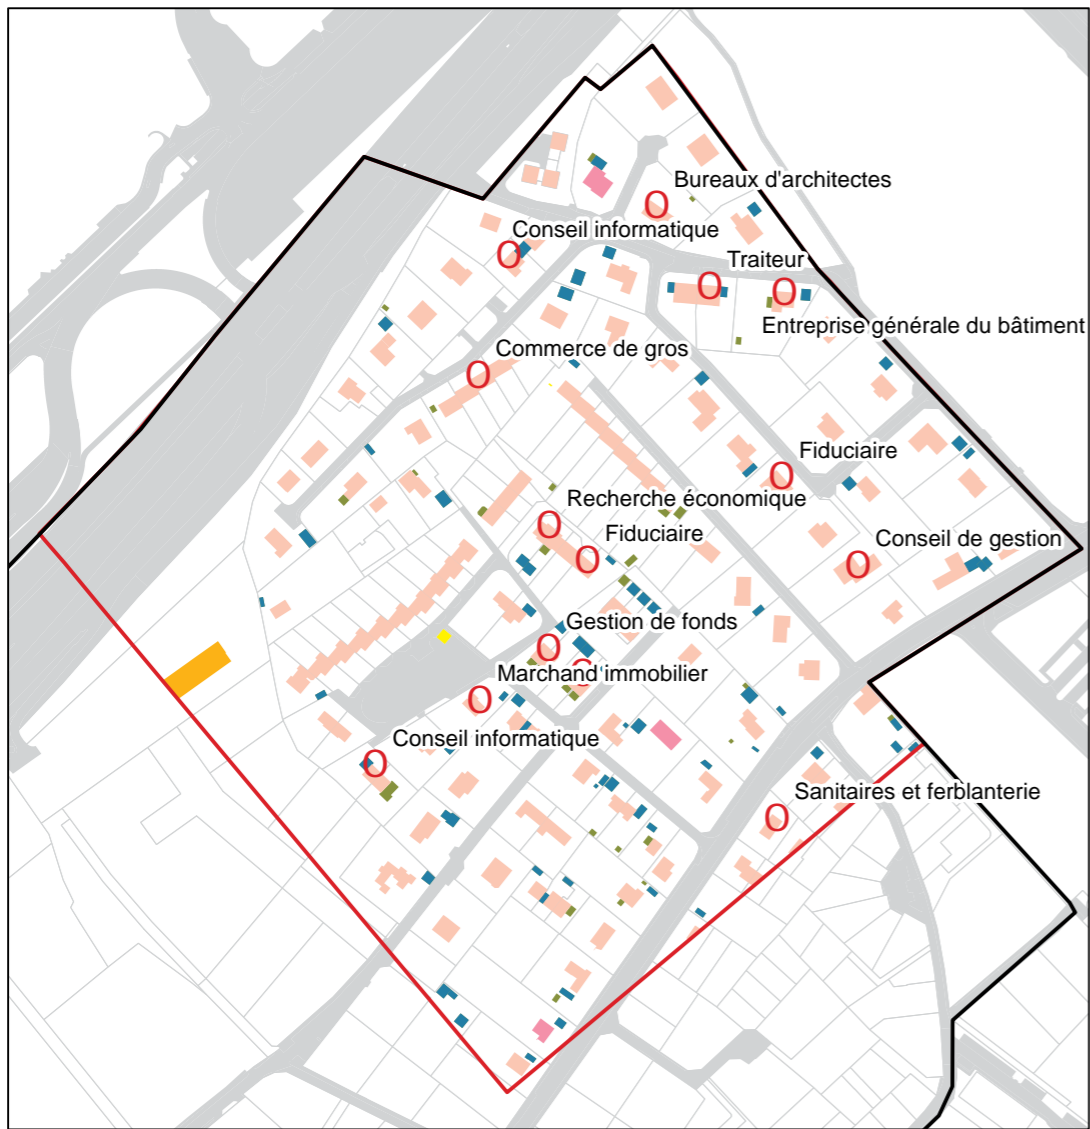 Bureaux d'architectes
Conseil informatique
Traiteur
Entreprise générale du bâtiment
Commerce de gros
Fiduciaire
Recherche économique
Fiduciaire
Conseil de gestion
Gestion de fonds
Marchand immobilier
Conseil informatique
Sanitaires et ferblanterie